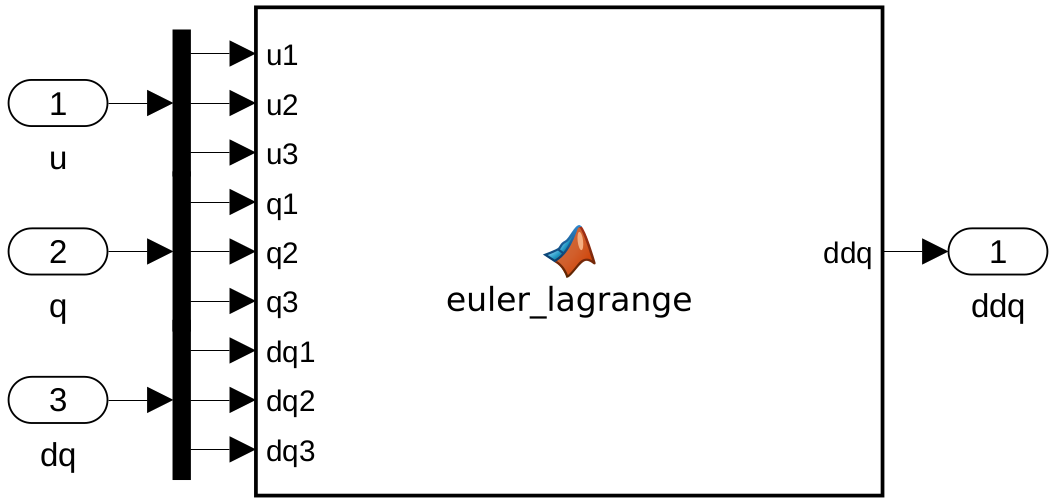 1
u
2
q
3
dq
u1
u2
u3
q1
q2
q3
dq1
dq2
dq3
euler_lagrange
ddq
1
ddq